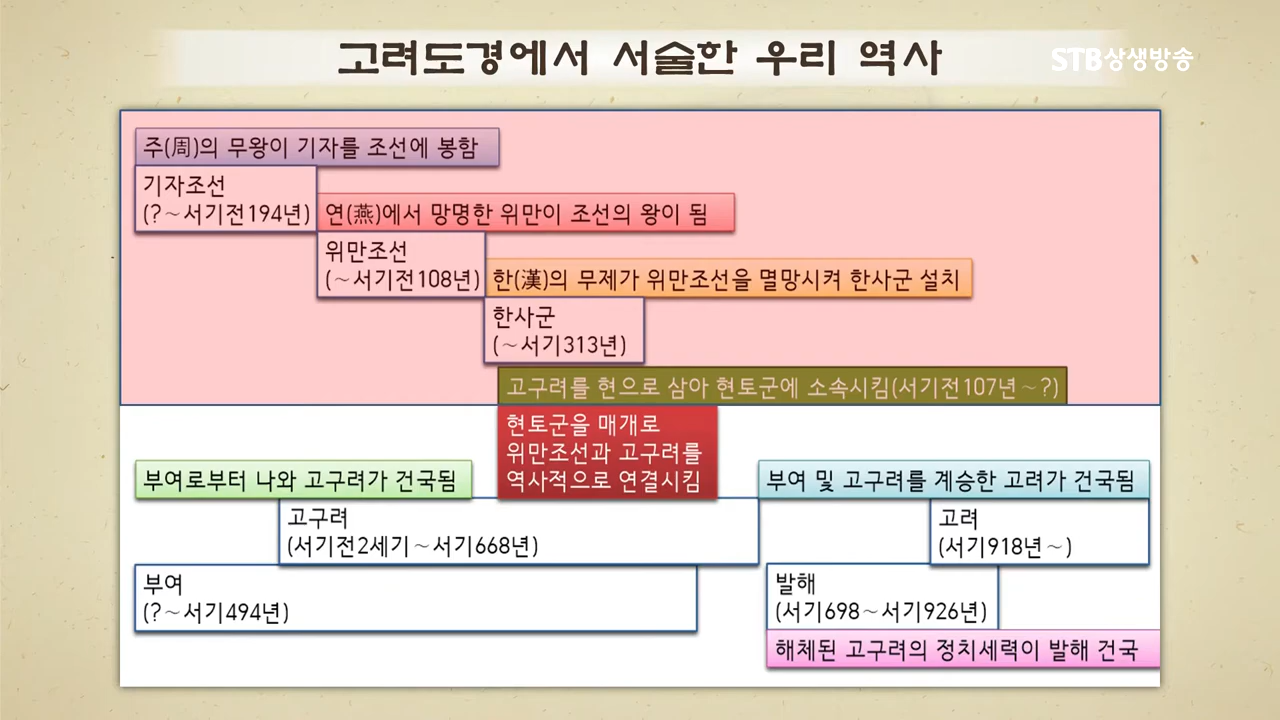 고려도경에서 서술한 우리 역사
STB상생방송
주(周)의 무왕이 기자를 조선에 봉함
기자조선
(?~서기전194년)
연(燕)에서 망명한 위만이 조선의 왕이 됨
위만조선
(~서기전108년)
한(漢)의 무제가 위만조선을 멸망시켜 한사군 설치
한사군
(~서기313년)
고구려를 현으로 삼아 현토군에 소속시킴(서기전107년~?)
현토군을 매개로
위만조선과 고구려를
역사적으로 연결시킴
부여로부터 나와 고구려가 건국됨
부여 및 고구려를 계승한 고려가 건국됨
고구려
(서기전2세기~서기668년)
고려
(서기918년~)
부여
(?~서기494년)
발해
(서기698~서기926년)
해체된 고구려의 정치세력이 발해 건국